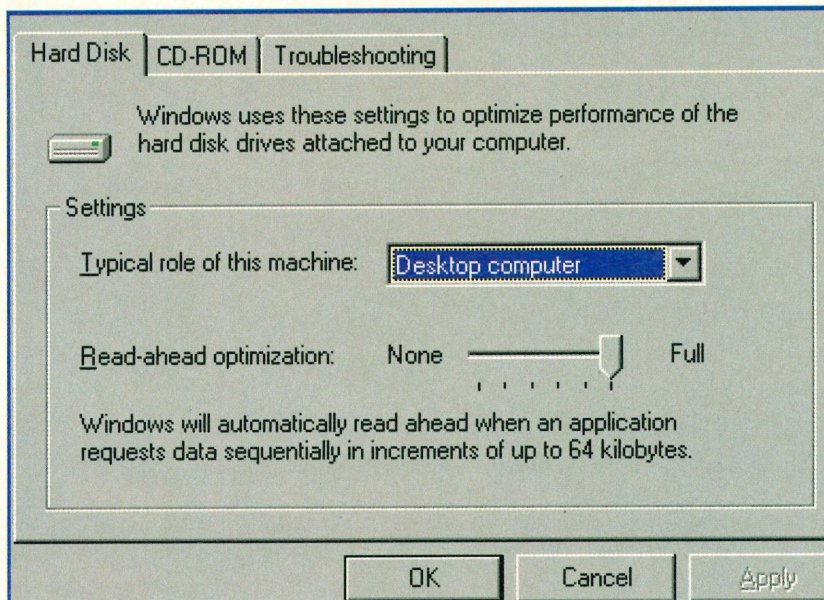 Hard Disk
CD-ROM
Troubleshooting
Windows uses these settings to optimize performance of the
hard disk drives attached to your computer.
Settings
Typical role of this machine:
Desktop computer
Read-ahead optimization:
None
Full
Windows will automatically read ahead when an application
requests data sequentially in increments of up to 64 kilobytes.
OK
Cancel
Apply